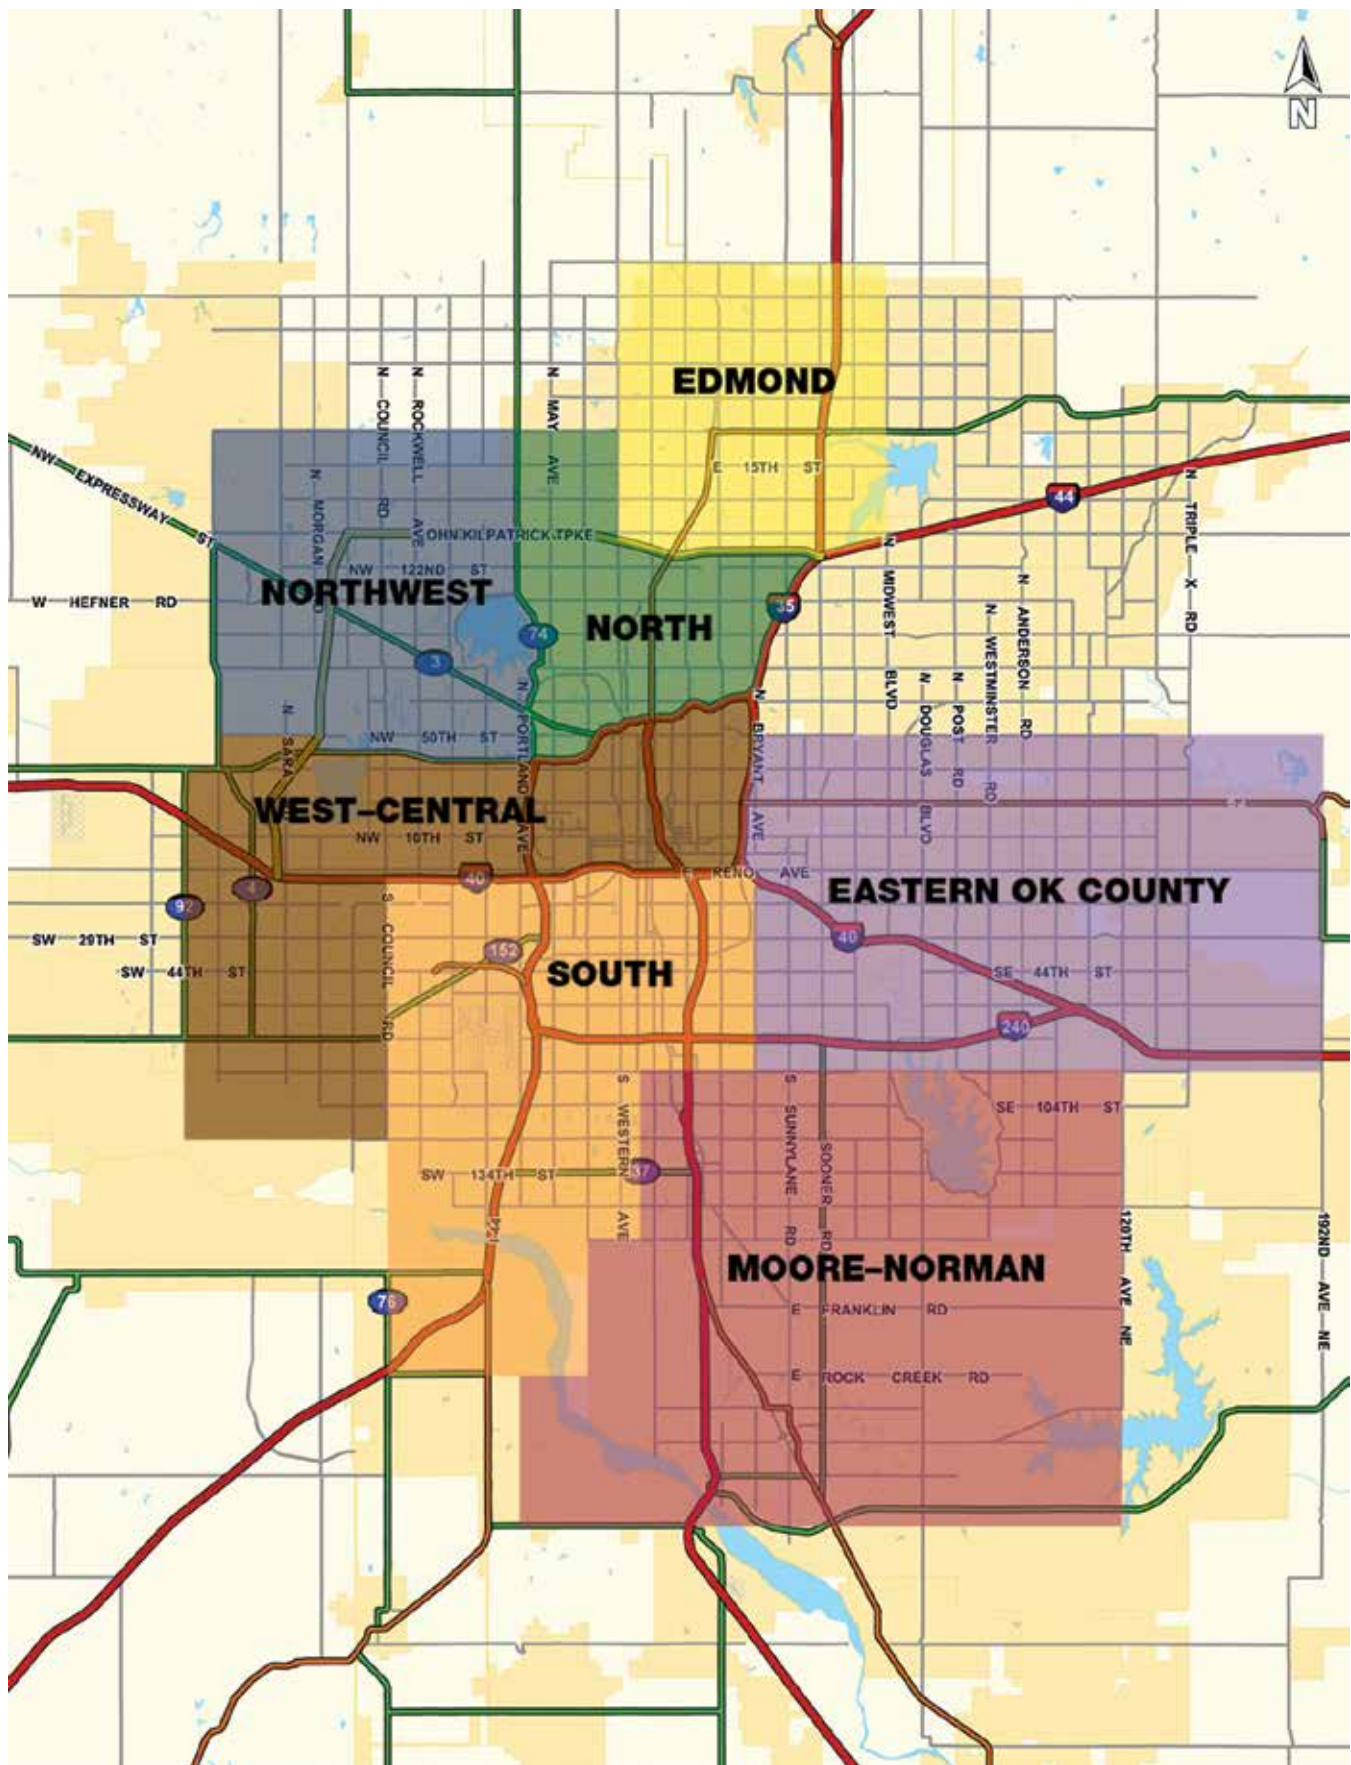 N
EDMOND
N COUNCIL RD
N ROCKWELL AVE
N MAY AVE
E 15TH ST
NW EXPRESSWAY ST
N MORGAN
44
N TRIPLE X RD
OHN KILPATRICK TPKE
NW 122ND ST
NORTHWEST
W HEFNER RD
35
N MIDWEST BLVD
N ANDERSON RD
N WESTMINSTER RD
NORTH
74
3
N DOUGLAS BLVD
N POST RD
N SARA
NW 50TH ST
N PORTLAND AVE
N BRYANT AVE
WEST–CENTRAL
NW 10TH ST
62
E RENO AVE
40
4
92
EASTERN OK COUNTY
S COUNCIL RD
SW 29TH ST
40
152
SW 44TH ST
SOUTH
SE 44TH ST
240
S WESTERN AVE
S SUNNYLANE RD
SE 104TH ST
SOONER RD
SW 134TH ST
37
120TH AVE NE
192ND AVE NE
MOORE–NORMAN
76
E FRANKLIN RD
E ROCK CREEK RD